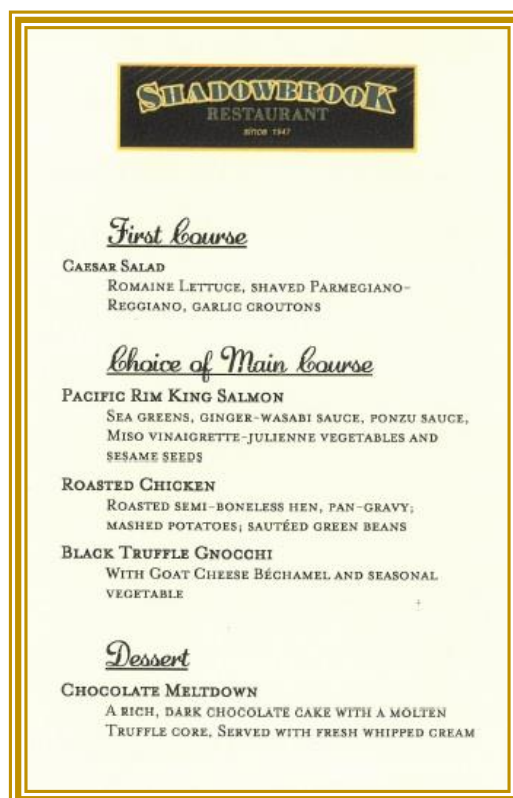 SHADOWBROOK
RESTAURANT
since 1947
First Course
CAESAR SALAD
ROMAINE LETTUCE, SHAVED PARMEGIANO-
REGGIANO, GARLIC CROUTONS
Choice of Main Course
PACIFIC RIM KING SALMON
SEA GREENS, GINGER-WASABI SAUCE, PONZU SAUCE,
MISO VINAIGRETTE-JULIENNE VEGETABLES AND
SESAME SEEDS
ROASTED CHICKEN
ROASTED SEMI-BONELESS HEN, PAN-GRAVY;
MASHED POTATOES; SAUTÉED GREEN BEANS
BLACK TRUFFLE GNOCCHI
WITH GOAT CHEESE BÉCHAMEL AND SEASONAL
VEGETABLE
Dessert
CHOCOLATE MELTDOWN
A RICH, DARK CHOCOLATE CAKE WITH A MOLTEN
TRUFFLE CORE, SERVED WITH FRESH WHIPPED CREAM